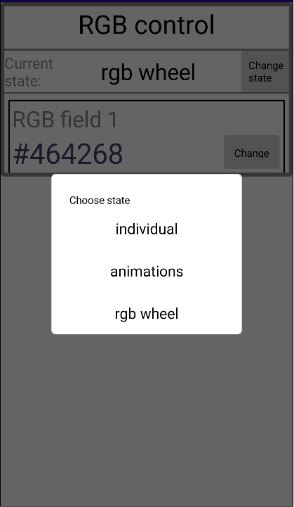 RGB control
Current
state:
rgb wheel
Change
state
RGB field 1
#464268
Change
Choose state
individual
animations
rgb wheel